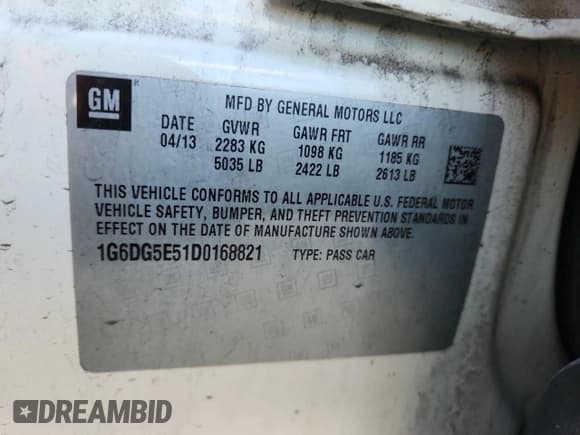 GM
MFD BY GENERAL MOTORS LLC
DATE GVWR GAWR FRT GAWR RR
04/13 2283 KG 1098 KG 1185 KG
5035 LB 2422 LB 2613 LB
THIS VEHICLE CONFORMS TO ALL APPLICABLE U.S. FEDERAL MOTOR
VEHICLE SAFETY, BUMPER, AND THEFT PREVENTION STANDARDS IN
EFFECT ON THE DATE OF MANUFACTURE SHOWN ABOVE.
1G6DG5E51D0168821 TYPE: PASS CAR
DREAMBID